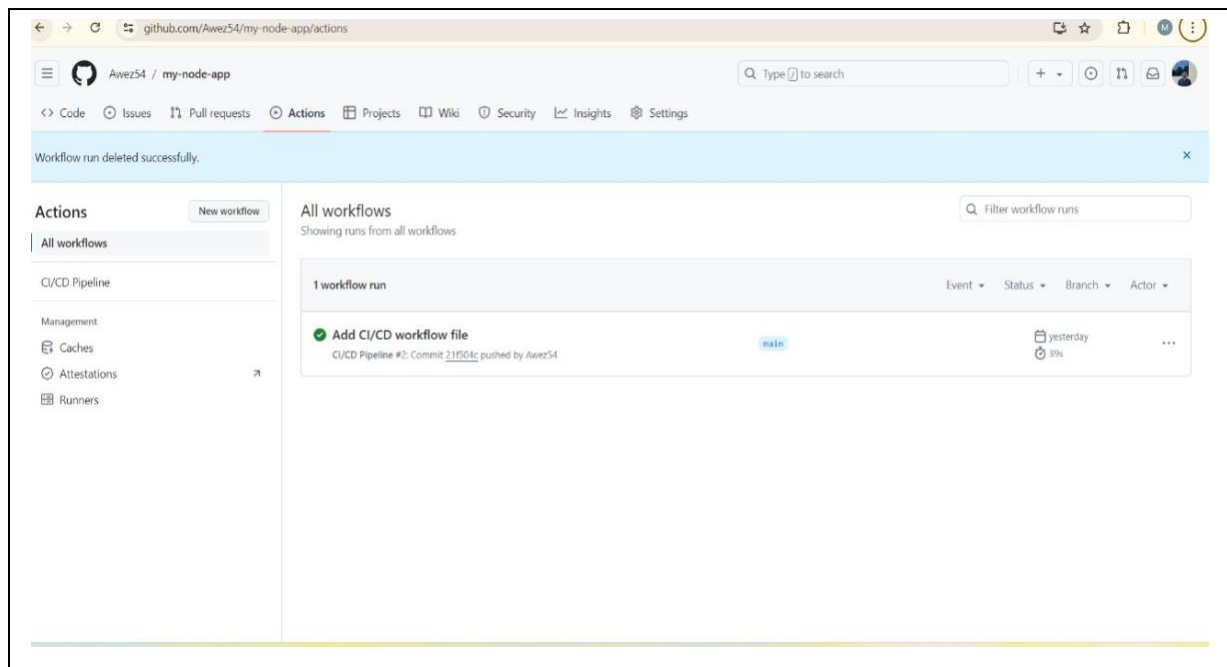 github.com/Awez54/my-node-app/actions
M
Awez54 / my-node-app
Type / to search
<> Code Issues Pull requests Actions Projects Wiki Security Insights Settings
Workflow run deleted successfully.
Actions
New workflow
All workflows
CI/CD Pipeline
Management
Caches
Attestations
Runners
All workflows
Showing runs from all workflows
Filter workflow runs
1 workflow run
Event Status Branch Actor
Add CI/CD workflow file
CI/CD Pipeline #2: Commit 21f504c pushed by Awez54
main
yesterday
39s